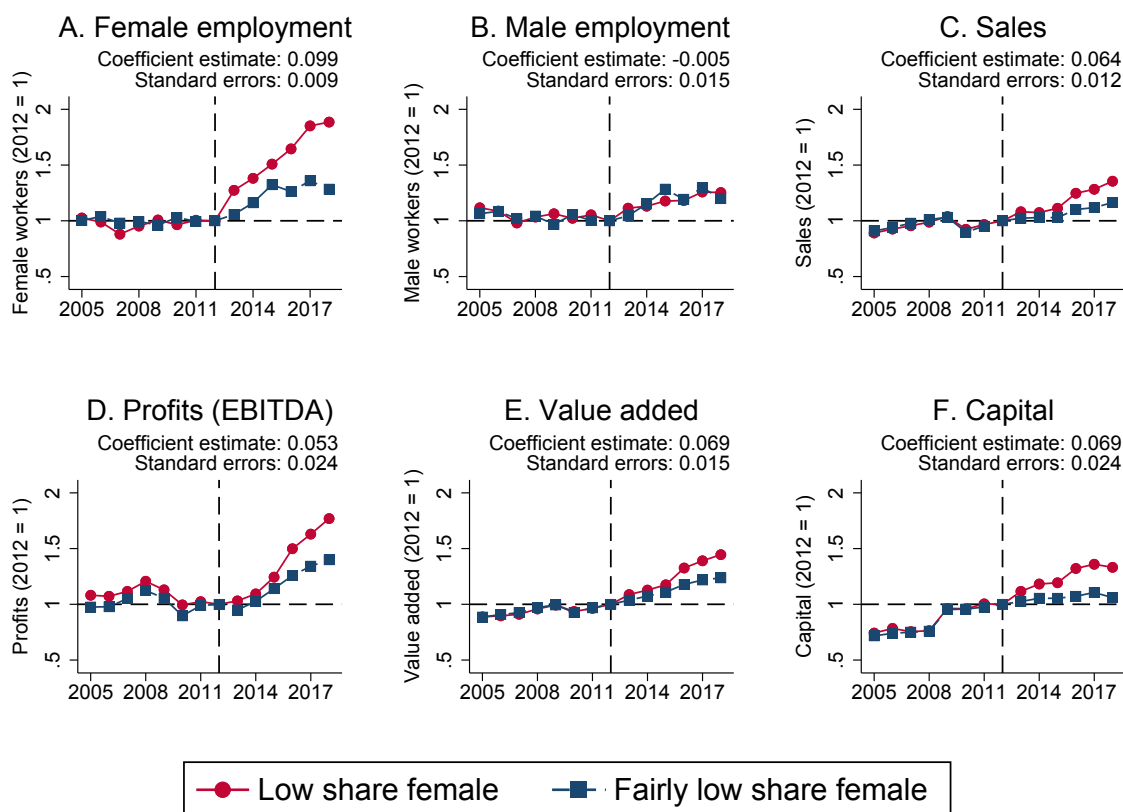 A. Female employment
Coefficient estimate: 0.099
Standard errors: 0.009
Female workers (2012 = 1)
2
1.5
1
.5
2005 2008 2011 2014 2017
B. Male employment
Coefficient estimate: -0.005
Standard errors: 0.015
Male workers (2012 = 1)
2
1.5
1
.5
2005 2008 2011 2014 2017
C. Sales
Coefficient estimate: 0.064
Standard errors: 0.012
Sales (2012 = 1)
2
1.5
1
.5
2005 2008 2011 2014 2017
D. Profits (EBITDA)
Coefficient estimate: 0.053
Standard errors: 0.024
Profits (2012 = 1)
2
1.5
1
.5
2005 2008 2011 2014 2017
E. Value added
Coefficient estimate: 0.069
Standard errors: 0.015
Value added (2012 = 1)
2
1.5
1
.5
2005 2008 2011 2014 2017
F. Capital
Coefficient estimate: 0.069
Standard errors: 0.024
Capital (2012 = 1)
2
1.5
1
.5
2005 2008 2011 2014 2017
Low share female Fairly low share female